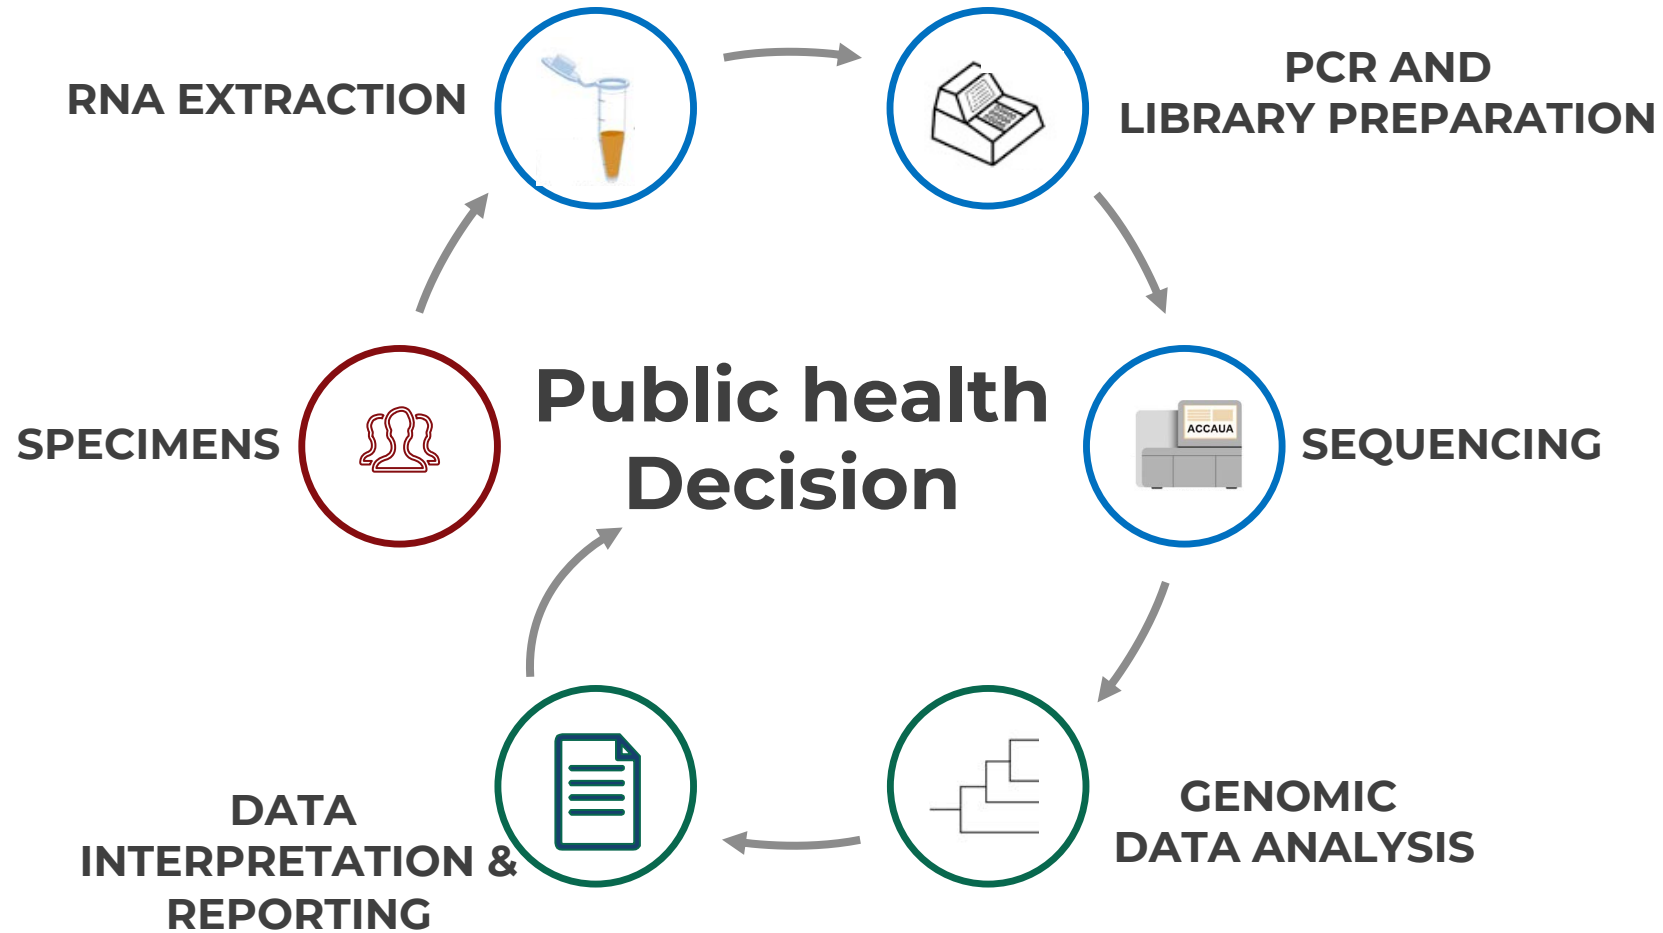 RNA EXTRACTION
PCR AND
LIBRARY PREPARATION
SPECIMENS
Public health
Decision
ACCAUA
SEQUENCING
DATA
INTERPRETATION &
REPORTING
GENOMIC
DATA ANALYSIS